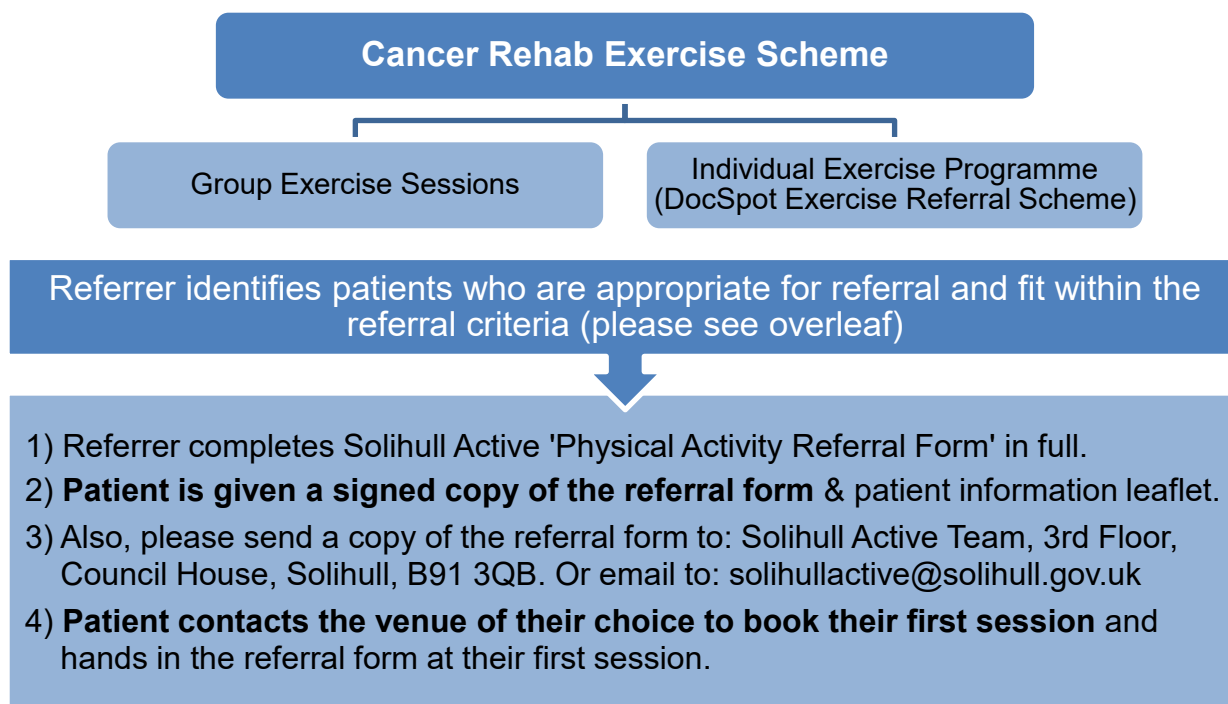 Cancer Rehab Exercise Scheme
Group Exercise Sessions
Individual Exercise Programme
(DocSpot Exercise Referral Scheme)
Referrer identifies patients who are appropriate for referral and fit within the
referral criteria (please see overleaf)
1) Referrer completes Solihull Active 'Physical Activity Referral Form' in full.
2) Patient is given a signed copy of the referral form & patient information leaflet.
3) Also, please send a copy of the referral form to: Solihull Active Team, 3rd Floor,
Council House, Solihull, B91 3QB. Or email to: solihullactive@solihull.gov.uk
4) Patient contacts the venue of their choice to book their first session and
hands in the referral form at their first session.